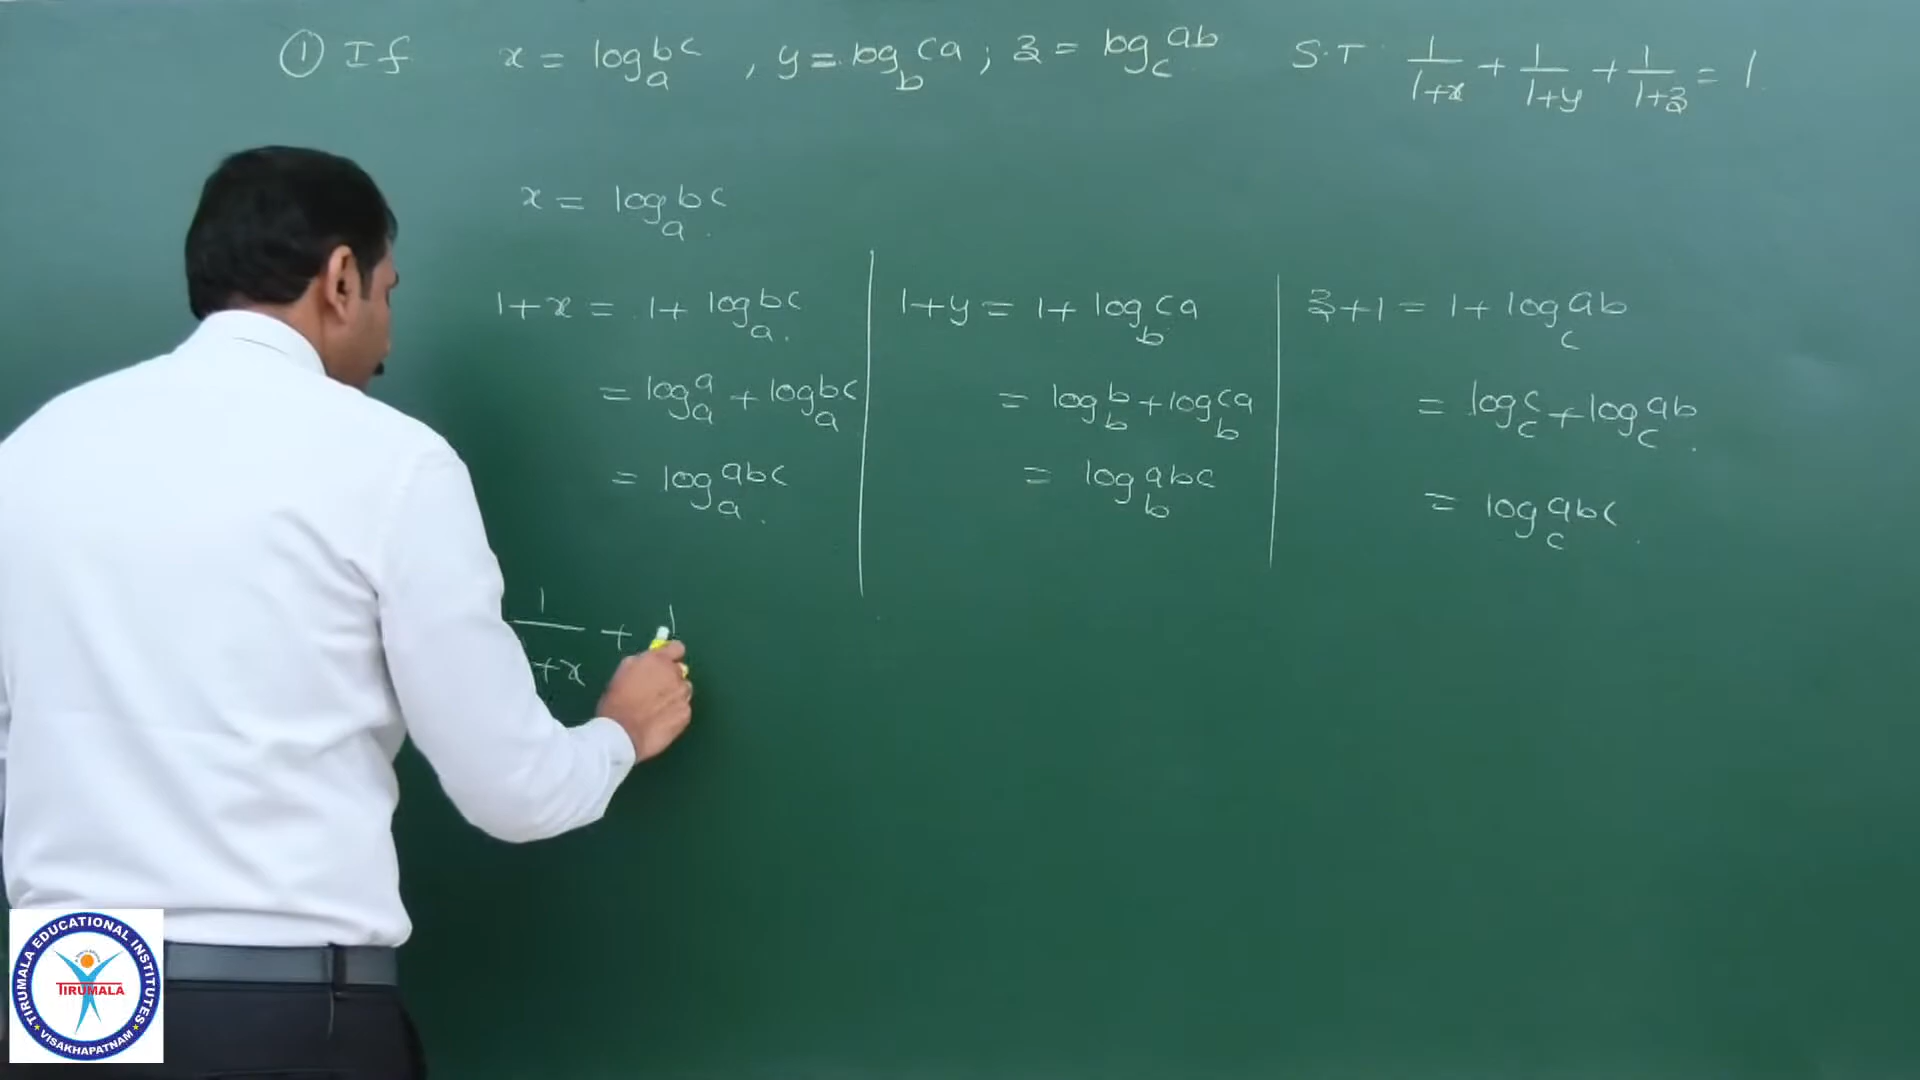 ① If x = log_a bc , y = log_b ca ; z = log_c ab S.T 1/(1+x) + 1/(1+y) + 1/(1+z) = 1
x = log_a bc
1+x = 1+ log_a bc
= log_a a + log_a bc
= log_a abc
1+y = 1+ log_b ca
= log_b b + log_b ca
= log_b abc
z+1 = 1+ log_c ab
= log_c c + log_c ab
= log_c abc
1/(1+x) + 1
TIRUMALA EDUCATIONAL INSTITUTES
TIRUMALA
VISAKHAPATNAM